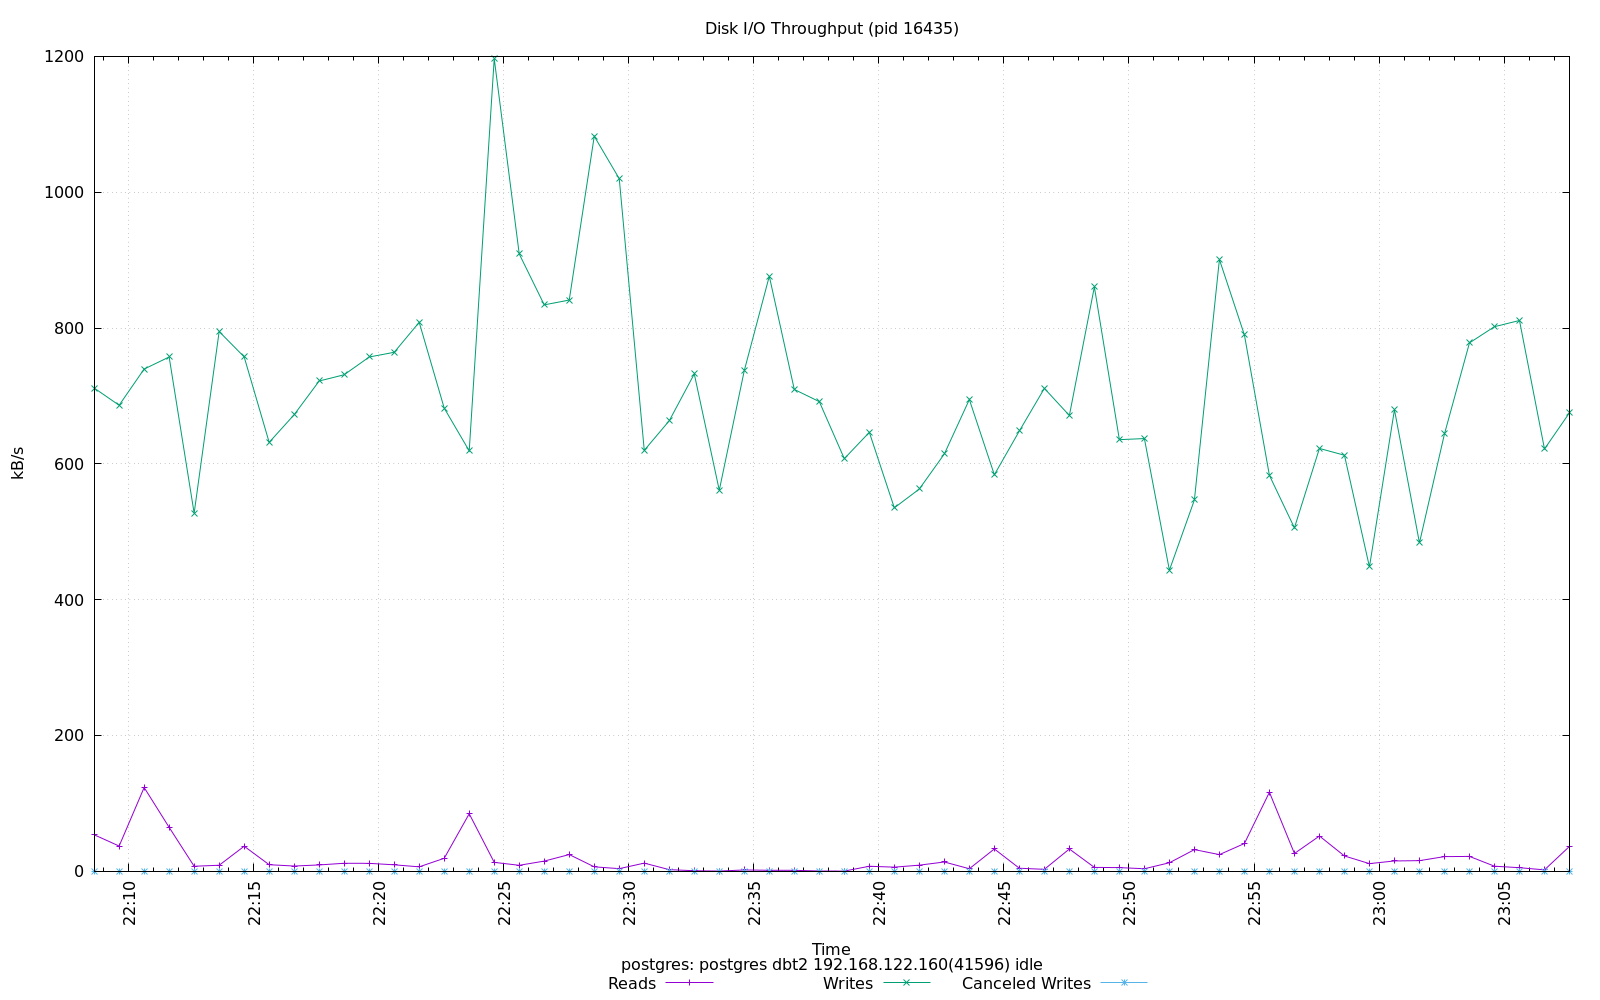 Disk I/O Throughput (pid 16435)
1200
1000
800
600
400
200
0
kB/s
22:10 22:15 22:20 22:25 22:30 22:35 22:40 22:45 22:50 22:55 23:00 23:05
Time
postgres: postgres dbt2 192.168.122.160(41596) idle
Reads Writes Canceled Writes